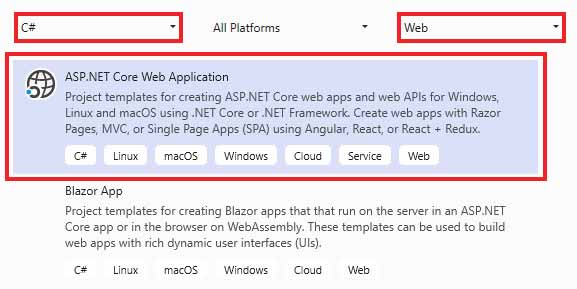 C# All Platforms Web
ASP.NET Core Web Application
Project templates for creating ASP.NET Core web apps and web APIs for Windows,
Linux and macOS using .NET Core or .NET Framework. Create web apps with Razor
Pages, MVC, or Single Page Apps (SPA) using Angular, React, or React + Redux.
C# Linux macOS Windows Cloud Service Web
Blazor App
Project templates for creating Blazor apps that that run on the server in an ASP.NET
Core app or in the browser on WebAssembly. These templates can be used to build
web apps with rich dynamic user interfaces (UIs).
C# Linux macOS Windows Cloud Web